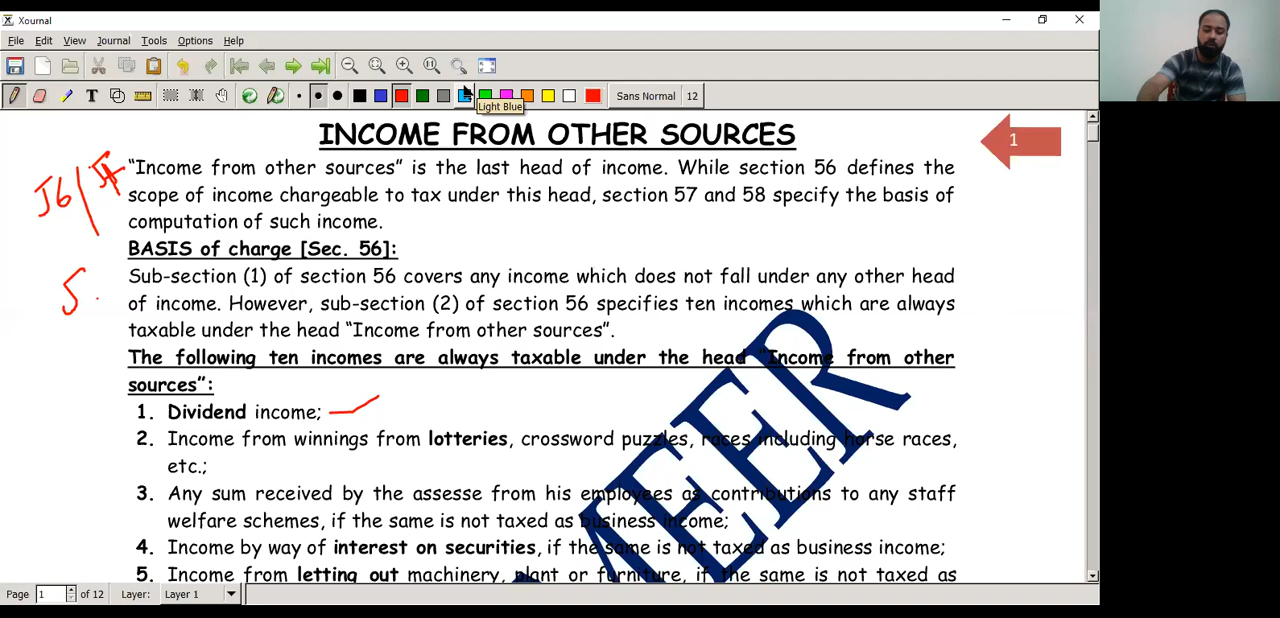 Xournal
File Edit View Journal Tools Options Help
Sans Normal 12
Light Blue
INCOME FROM OTHER SOURCES
1
“Income from other sources” is the last head of income. While section 56 defines the
scope of income chargeable to tax under this head, section 57 and 58 specify the basis of
computation of such income.
BASIS of charge [Sec. 56]:
Sub-section (1) of section 56 covers any income which does not fall under any other head
of income. However, sub-section (2) of section 56 specifies ten incomes which are always
taxable under the head “Income from other sources”.
The following ten incomes are always taxable under the head “Income from other
sources”:
1. Dividend income;
2. Income from winnings from lotteries, crossword puzzles, races including horse races,
etc.;
3. Any sum received by the assesse from his employees as contributions to any staff
welfare schemes, if the same is not taxed as business income;
4. Income by way of interest on securities, if the same is not taxed as business income;
5. Income from letting out machinery, plant or furniture, if the same is not taxed as
MEER
56/
5
Page 1 of 12 Layer: Layer 1